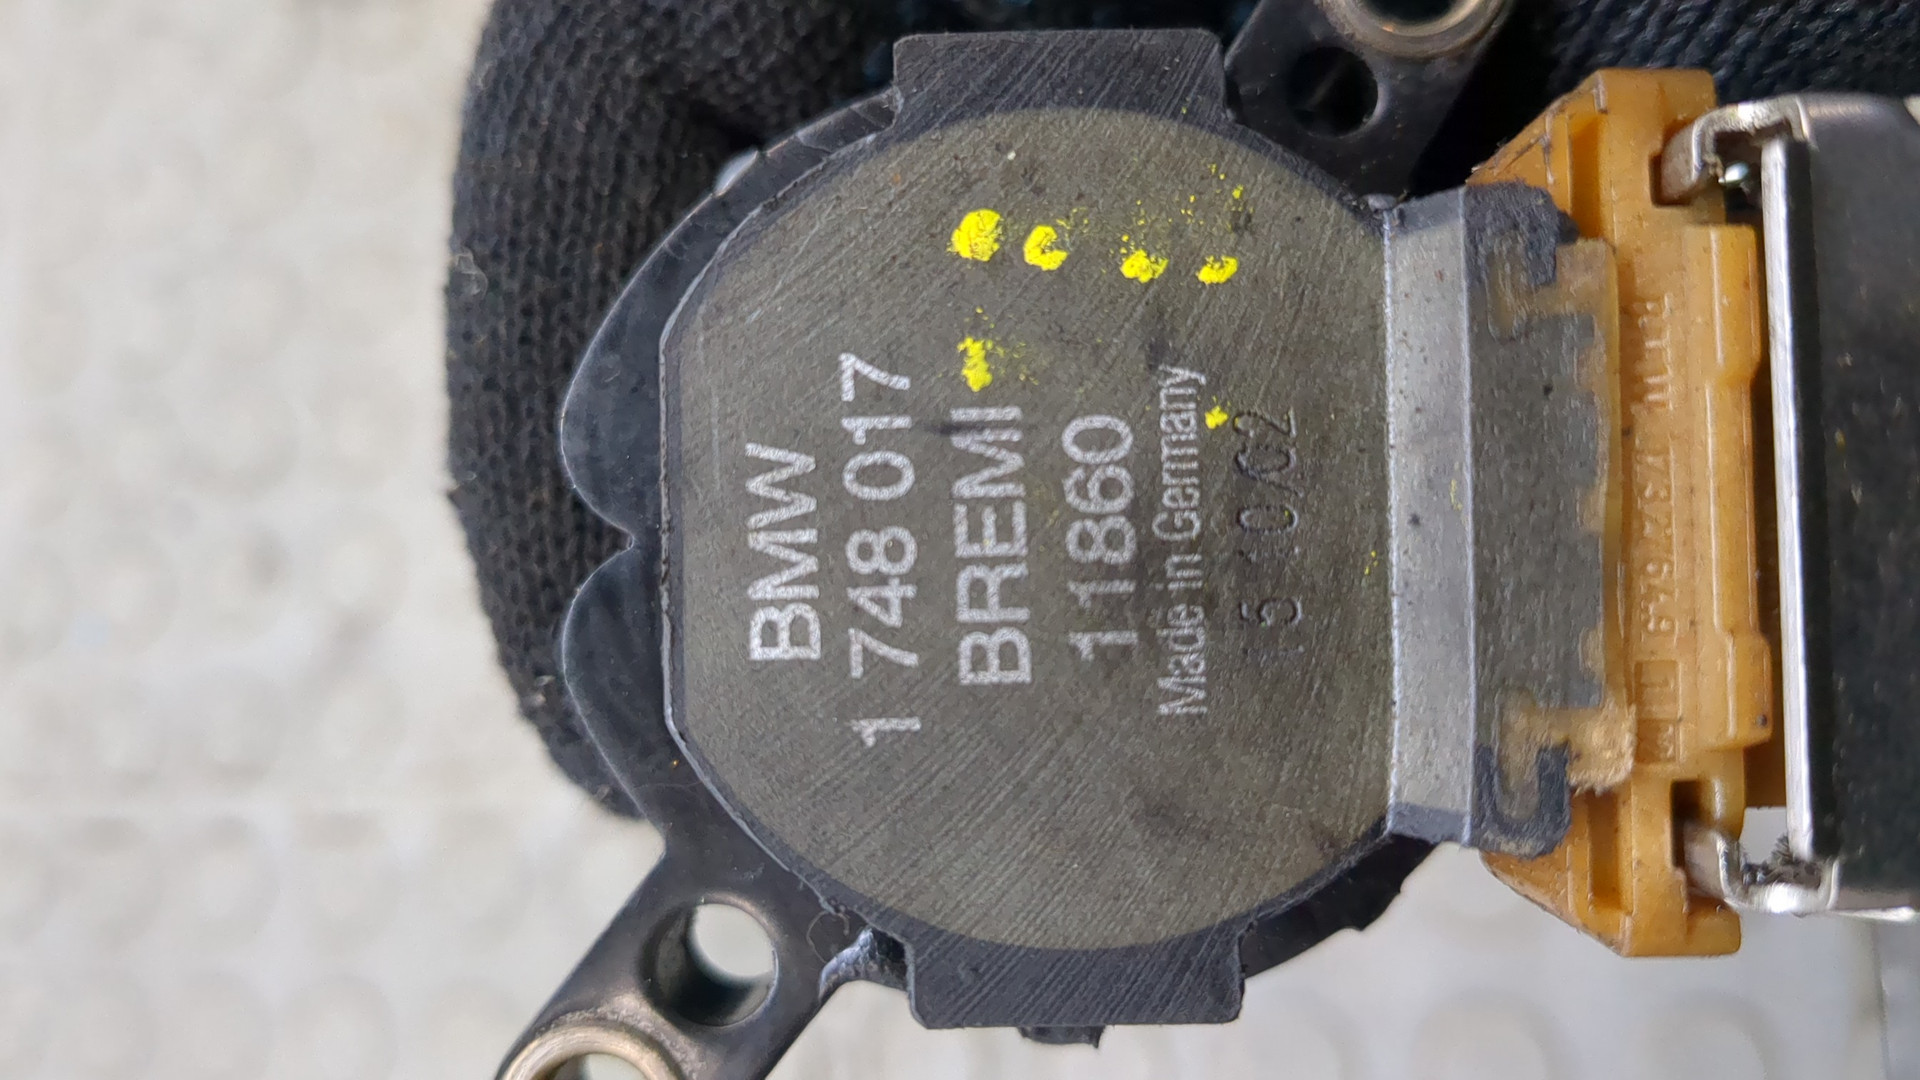 BMW
1 748 017
BREMI
11860
Made in Germany
15 10/02